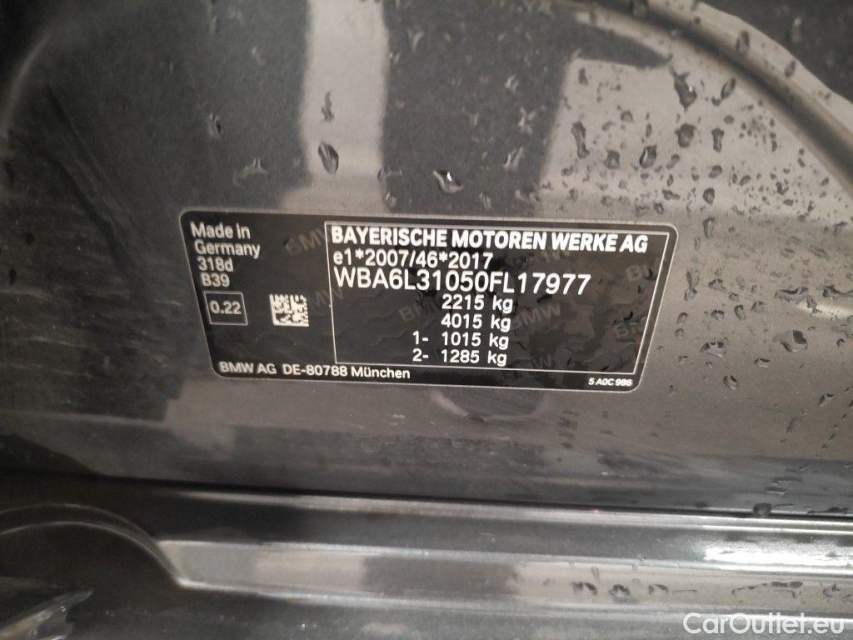 Made in
Germany
318d
B39
0.22
BAYERISCHE MOTOREN WERKE AG
e1*2007/46*2017
WBA6L31050FL17977
2215 kg
4015 kg
1- 1015 kg
2- 1285 kg
BMW AG DE-80788 München
5 A0C 986
CarOutlet.eu